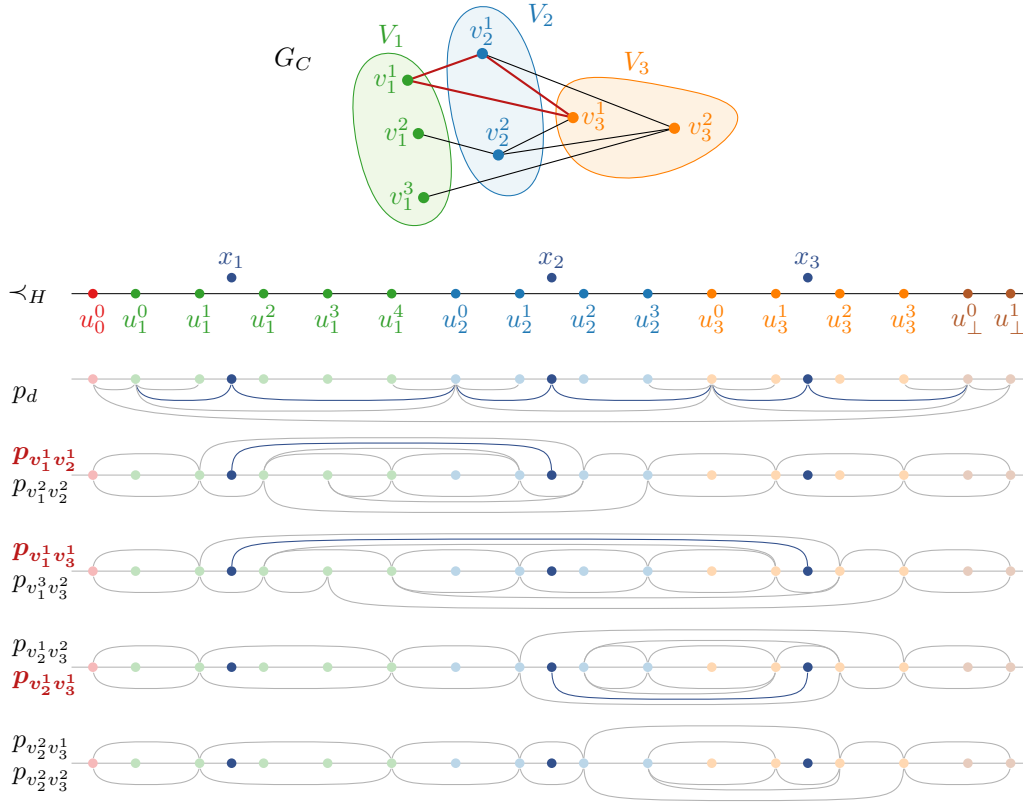 V_2
V_1
v_2^1
G_C
V_3
v_1^1
v_3^1
v_3^2
v_1^2
v_2^2
v_1^3
x_1 x_2 x_3
≺_H
u_0^0 u_1^0 u_1^1 u_1^2 u_1^3 u_1^4 u_2^0 u_2^1 u_2^2 u_2^3 u_3^0 u_3^1 u_3^2 u_3^3 u_⊥^0 u_⊥^1
p_d
p_{v_1^1 v_2^1}
p_{v_1^2 v_2^2}
p_{v_1^1 v_3^1}
p_{v_1^3 v_3^2}
p_{v_2^1 v_3^2}
p_{v_2^1 v_3^1}
p_{v_2^2 v_3^1}
p_{v_2^2 v_3^2}